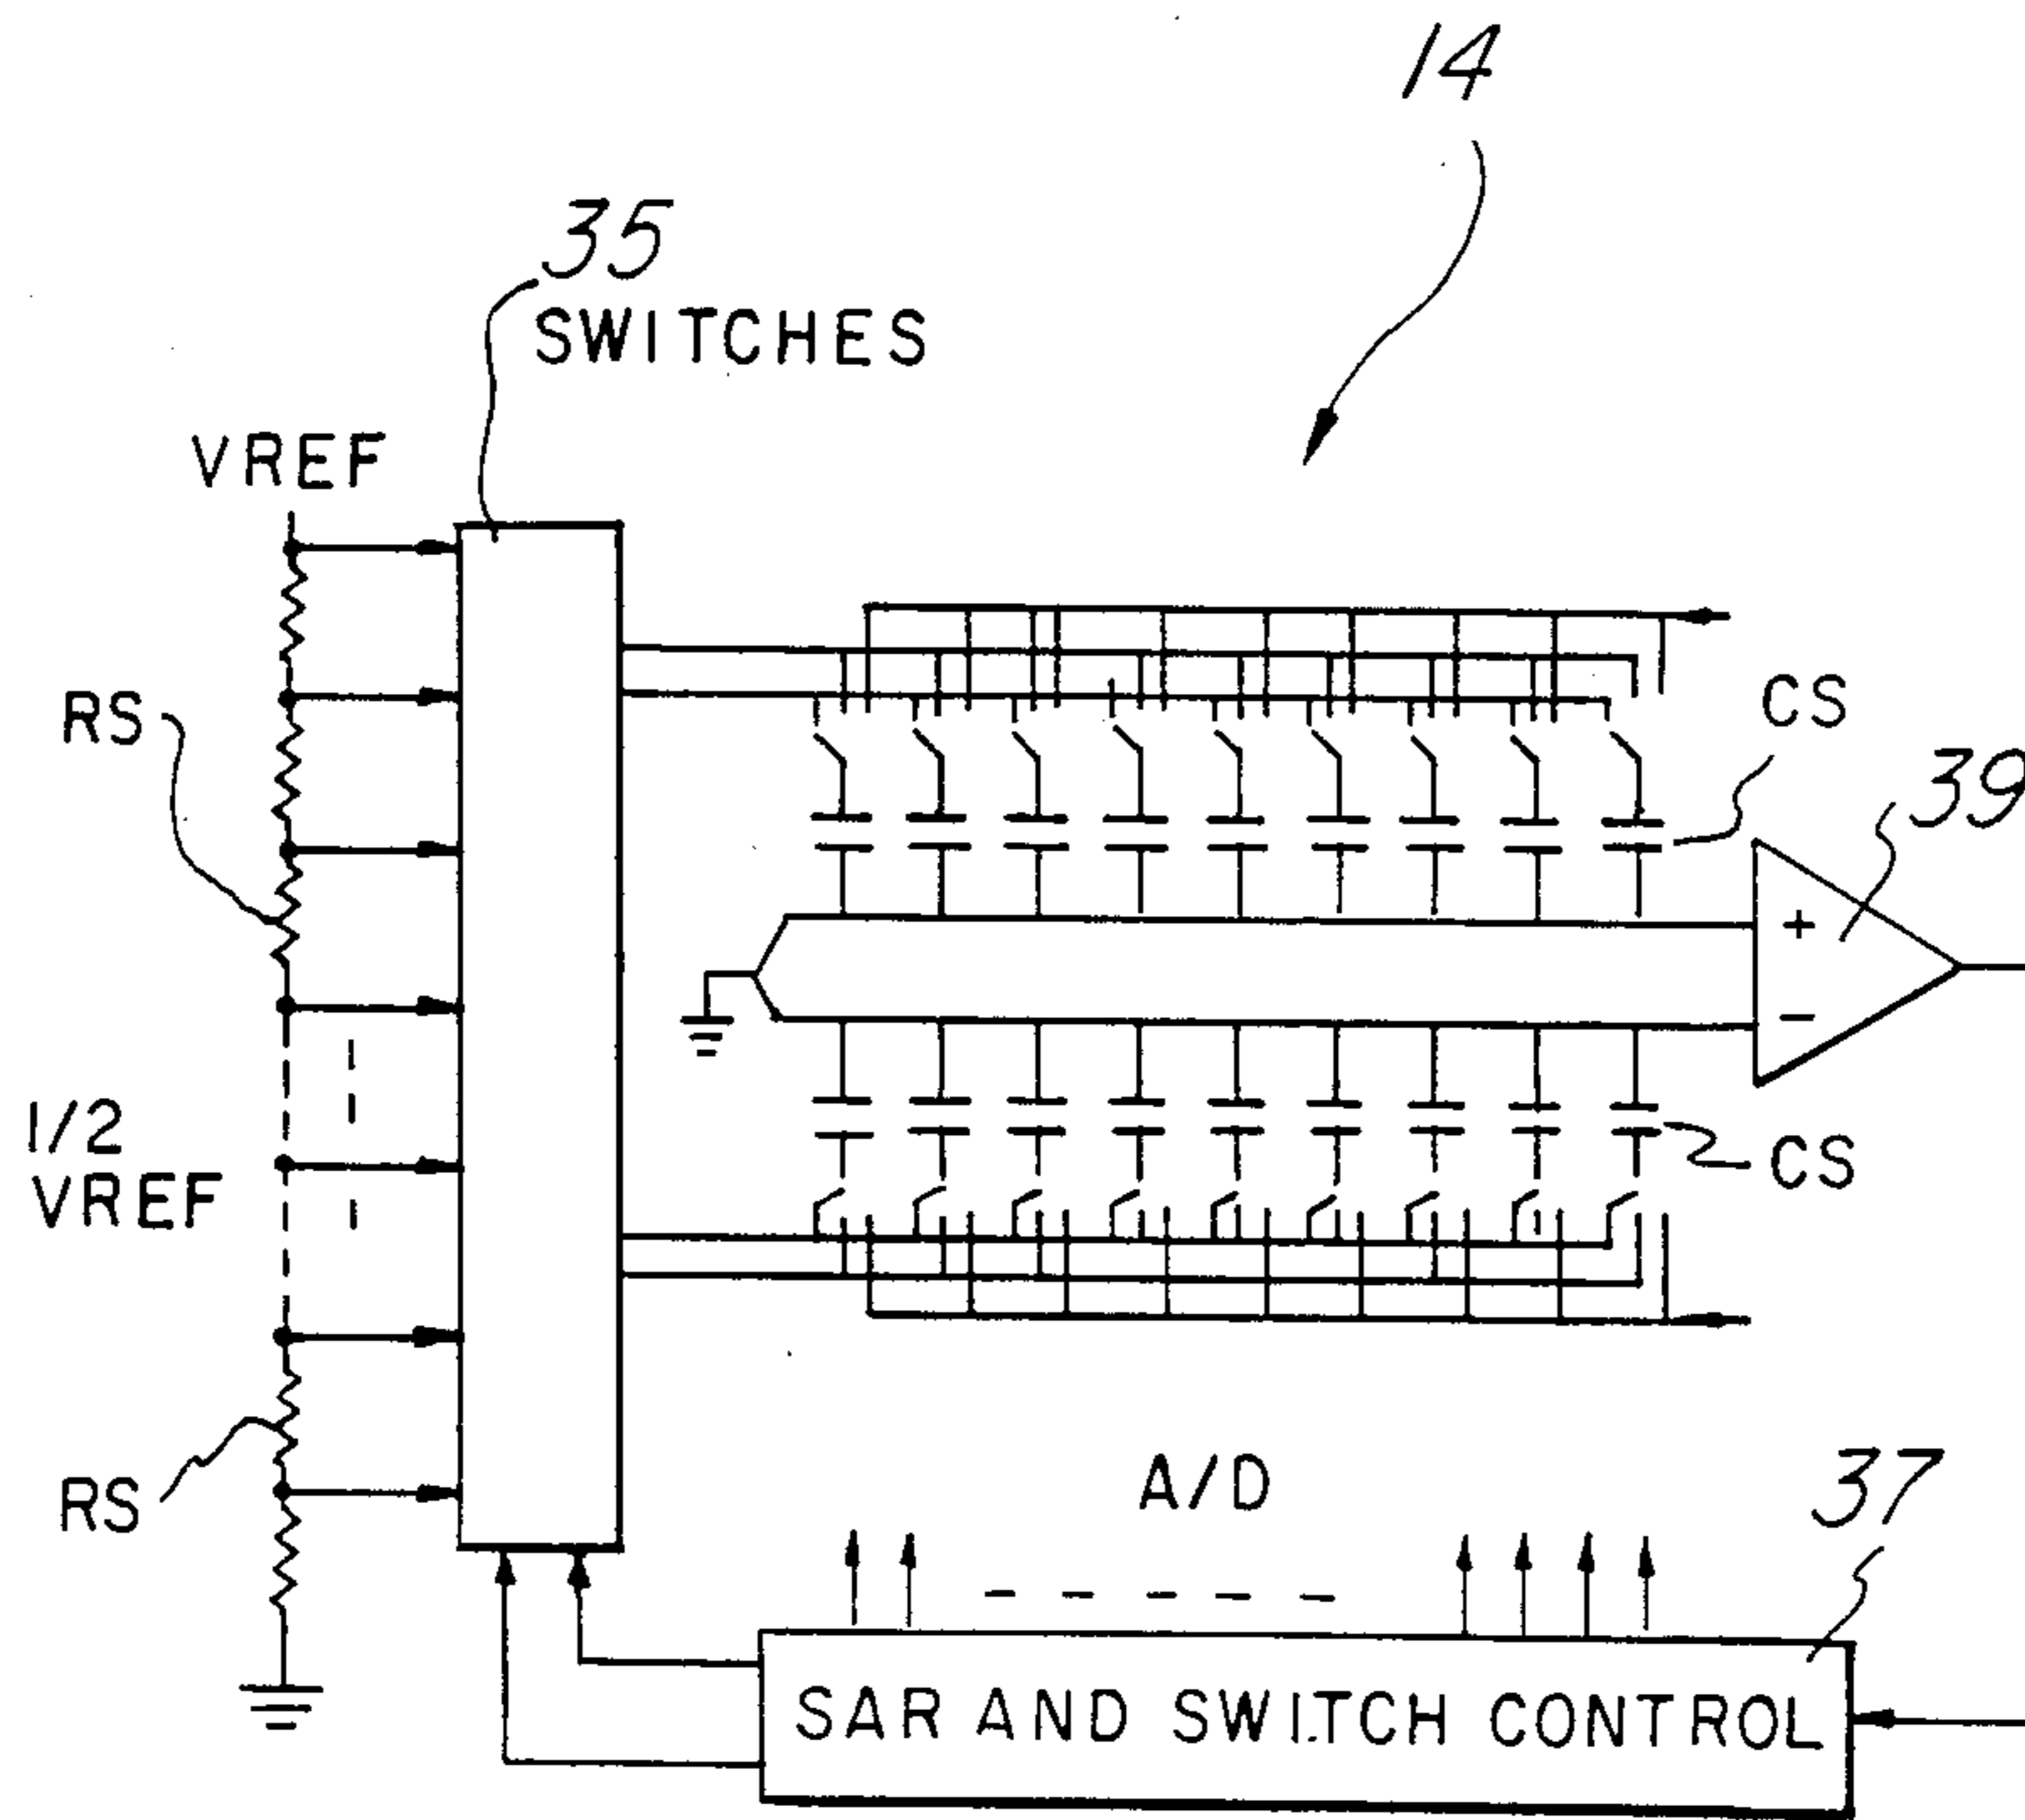 14
35
SWITCHES
VREF
RS
CS
39
+
−
1/2
VREF
CS
RS
A/D
37
SAR AND SWITCH CONTROL